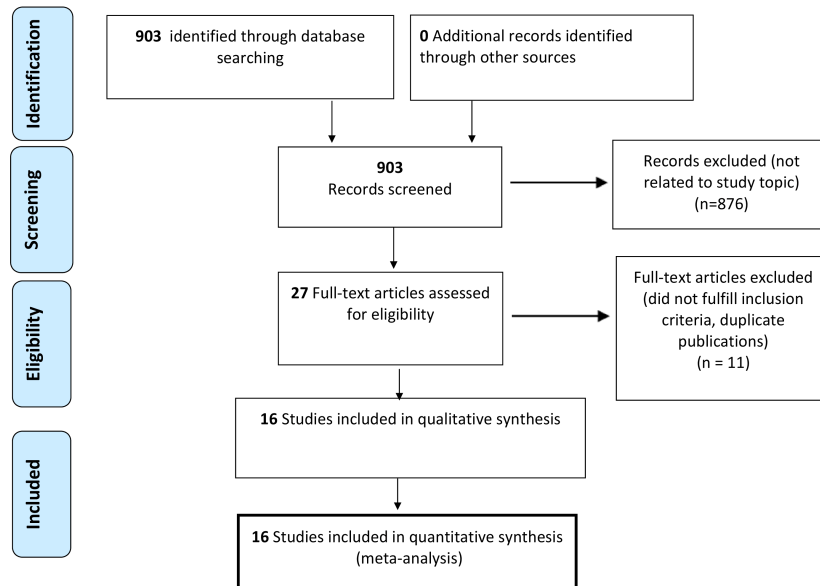 Identification
903 identified through database
searching
0 Additional records identified
through other sources
Screening
903
Records screened
Records excluded (not
related to study topic)
(n=876)
Eligibility
27 Full-text articles assessed
for eligibility
Full-text articles excluded
(did not fulfill inclusion
criteria, duplicate
publications)
(n = 11)
16 Studies included in qualitative synthesis
Included
16 Studies included in quantitative synthesis
(meta-analysis)